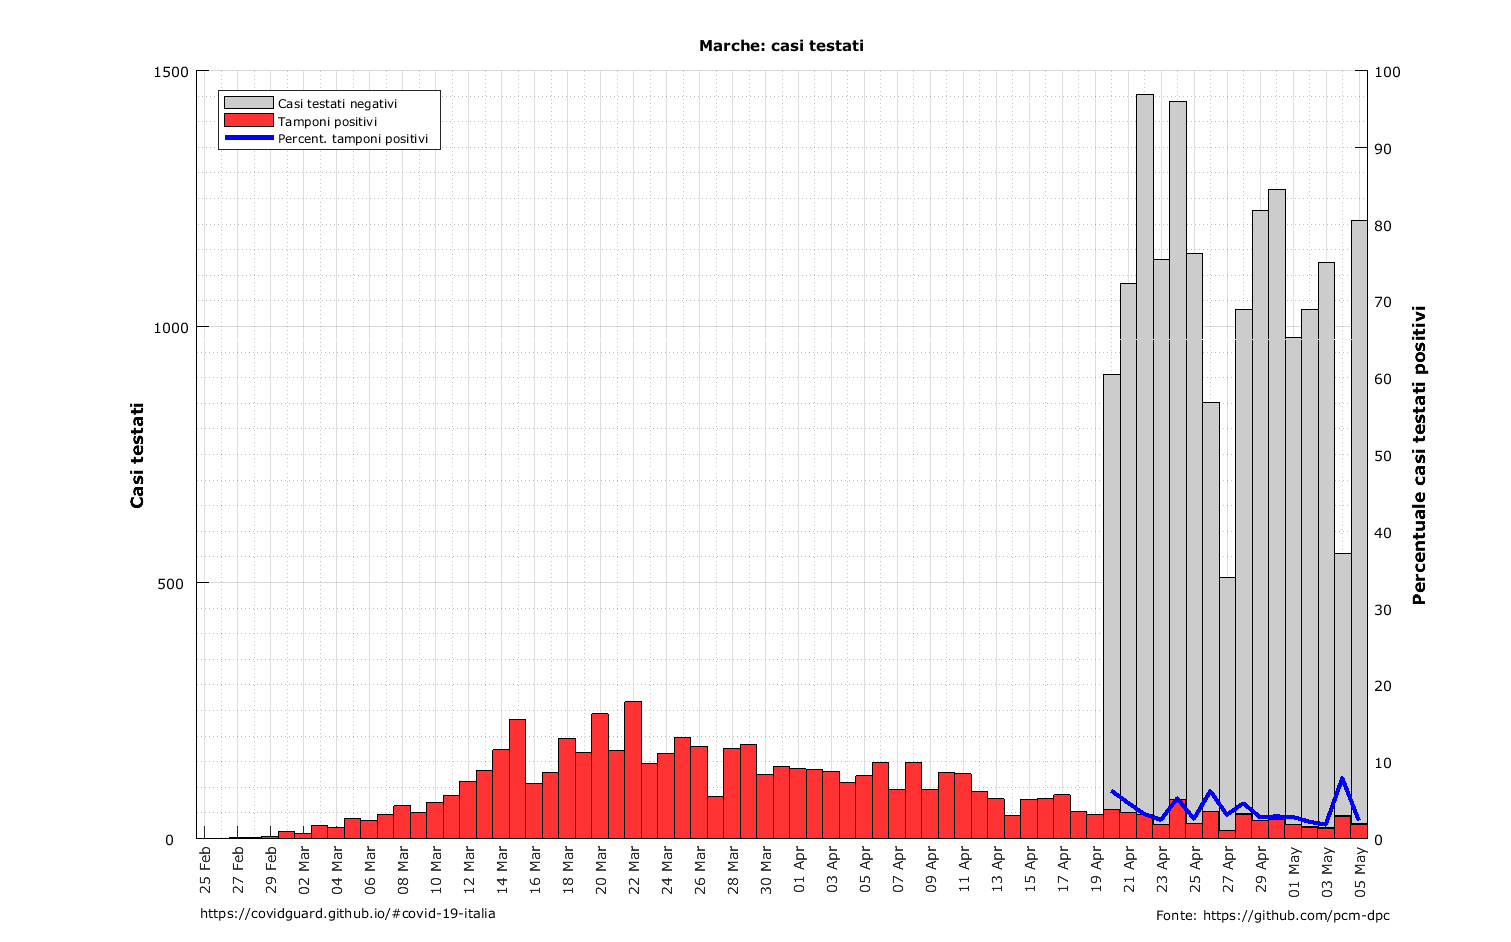 Marche: casi testati
Casi testati negativi
Tamponi positivi
Percent. tamponi positivi
Casi testati
1500
1000
500
0
Percentuale casi testati positivi
100
90
80
70
60
50
40
30
20
10
0
25 Feb
27 Feb
29 Feb
02 Mar
04 Mar
06 Mar
08 Mar
10 Mar
12 Mar
14 Mar
16 Mar
18 Mar
20 Mar
22 Mar
24 Mar
26 Mar
28 Mar
30 Mar
01 Apr
03 Apr
05 Apr
07 Apr
09 Apr
11 Apr
13 Apr
15 Apr
17 Apr
19 Apr
21 Apr
23 Apr
25 Apr
27 Apr
29 Apr
01 May
03 May
05 May
https://covidguard.github.io/#covid-19-italia
Fonte: https://github.com/pcm-dpc